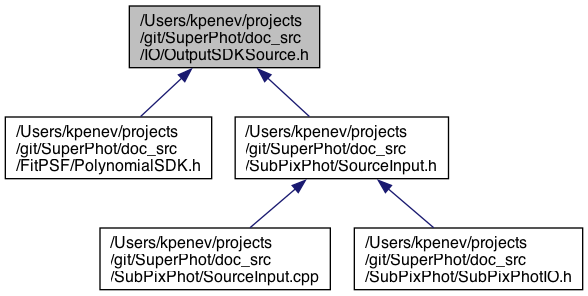 /Users/kpenev/projects
/git/SuperPhot/doc_src
/IO/OutputSDKSource.h
/Users/kpenev/projects
/git/SuperPhot/doc_src
/FitPSF/PolynomialSDK.h
/Users/kpenev/projects
/git/SuperPhot/doc_src
/SubPixPhot/SourceInput.h
/Users/kpenev/projects
/git/SuperPhot/doc_src
/SubPixPhot/SourceInput.cpp
/Users/kpenev/projects
/git/SuperPhot/doc_src
/SubPixPhot/SubPixPhotIO.h